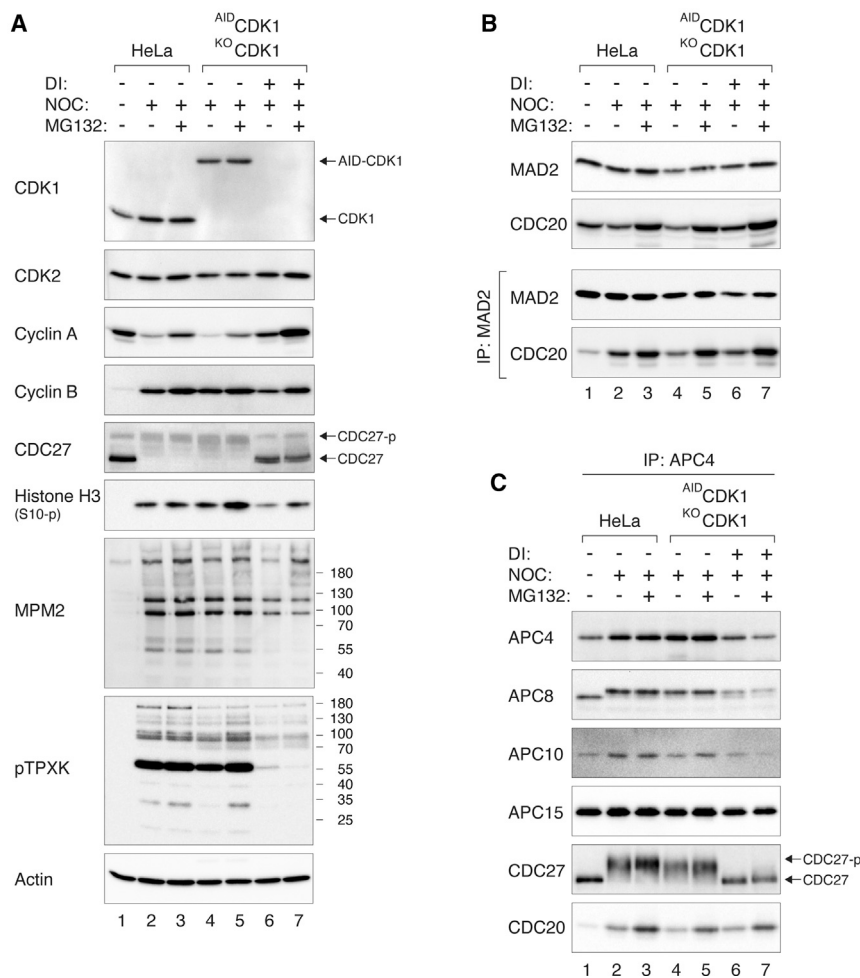 A
AIDCDK1
HeLa KOCDK1
DI: - - - - - + +
NOC: - + + + + + +
MG132: - - + - + - +
CDK1
AID-CDK1
CDK1
CDK2
Cyclin A
Cyclin B
CDC27
CDC27-p
CDC27
Histone H3
(S10-p)
MPM2
180
130
100
70
55
40
pTPXK
180
130
100
70
55
40
35
25
Actin
1 2 3 4 5 6 7
B
AIDCDK1
HeLa KOCDK1
DI: - - - - - + +
NOC: - + + + + + +
MG132: - - + - + - +
MAD2
CDC20
IP: MAD2
MAD2
CDC20
1 2 3 4 5 6 7
IP: APC4
C
AIDCDK1
HeLa KOCDK1
DI: - - - - - + +
NOC: - + + + + + +
MG132: - - + - + - +
APC4
APC8
APC10
APC15
CDC27
CDC27-p
CDC27
CDC20
1 2 3 4 5 6 7